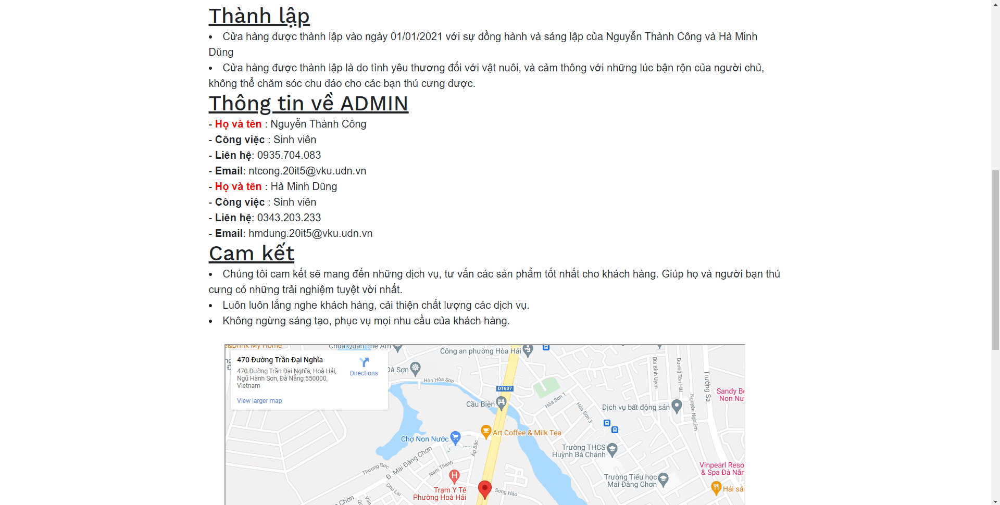 Thành lập
• Cửa hàng được thành lập vào ngày 01/01/2021 với sự đồng hành và sáng lập của Nguyễn Thành Công và Hà Minh
Dũng
• Cửa hàng được thành lập là do tình yêu thương đối với vật nuôi, và cảm thông với những lúc bận rộn của người chủ,
không thể chăm sóc chu đáo cho các bạn thú cưng được.
Thông tin về ADMIN
- Họ và tên : Nguyễn Thành Công
- Công việc : Sinh viên
- Liên hệ: 0935.704.083
- Email: ntcong.20it5@vku.udn.vn
- Họ và tên : Hà Minh Dũng
- Công việc : Sinh viên
- Liên hệ: 0343.203.233
- Email: hmdung.20it5@vku.udn.vn
Cam kết
• Chúng tôi cam kết sẽ mang đến những dịch vụ, tư vấn các sản phẩm tốt nhất cho khách hàng. Giúp họ và người bạn thú
cưng có những trải nghiệm tuyệt vời nhất.
• Luôn luôn lắng nghe khách hàng, cải thiện chất lượng các dịch vụ.
• Không ngừng sáng tạo, phục vụ mọi nhu cầu của khách hàng.
e&Drink My Home
Chùa Quan Thế Âm
Công an phường Hòa Hải
470 Đường Trần Đại Nghĩa
470 Đường Trần Đại Nghĩa, Hoà Hải,
Ngũ Hành Sơn, Đà Nẵng 550000,
Vietnam
Directions
View larger map
Đà Sơn
Hòn Hòa Sơn
DT607
Cầu Biện
Hòa Sơn 1
Hòa Sơn 3
Bùi Bỉnh Uyên
Dương Tôn Hải
Trường Sa
Nguyễn Nghiêm
Sandy Be
Non Nư
Dịch vụ bất động sản
Art Coffee & Milk Tea
Chợ Non Nước
Ấp Bắc
Trường THCS
Huỳnh Bá Chánh
Đ. Mai Đăng Chơn
Thượng Đức
Nam Thành
Chu Lai
Trạm Y Tế
Phường Hoà Hải
Song Hào
Trường Tiểu học
Mai Đăng Chơn
Vinpearl Reso
& Spa Đà Nẵn
Hải sả
Chơn